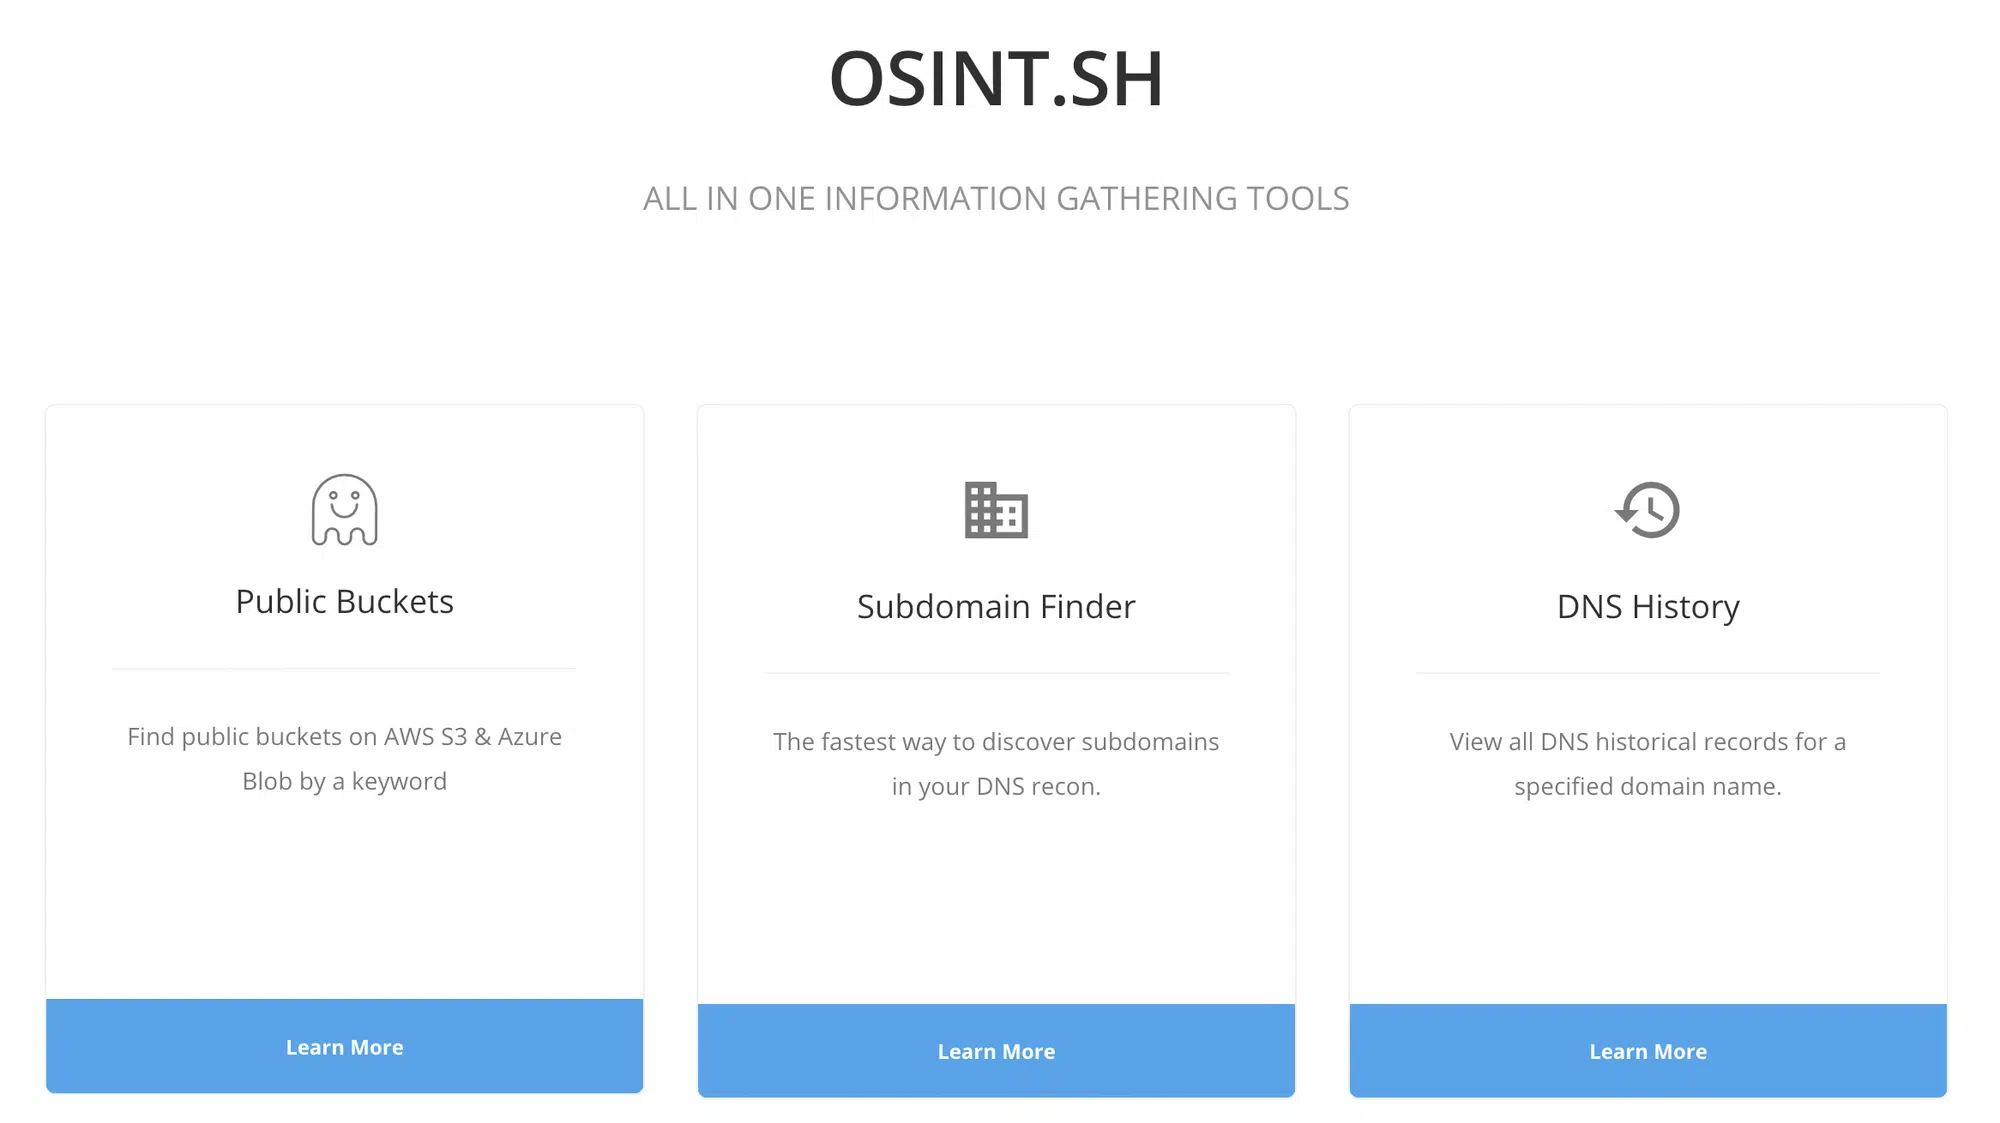 OSINT.SH
ALL IN ONE INFORMATION GATHERING TOOLS
Public Buckets
Find public buckets on AWS S3 & Azure
Blob by a keyword
Learn More
Subdomain Finder
The fastest way to discover subdomains
in your DNS recon.
Learn More
DNS History
View all DNS historical records for a
specified domain name.
Learn More